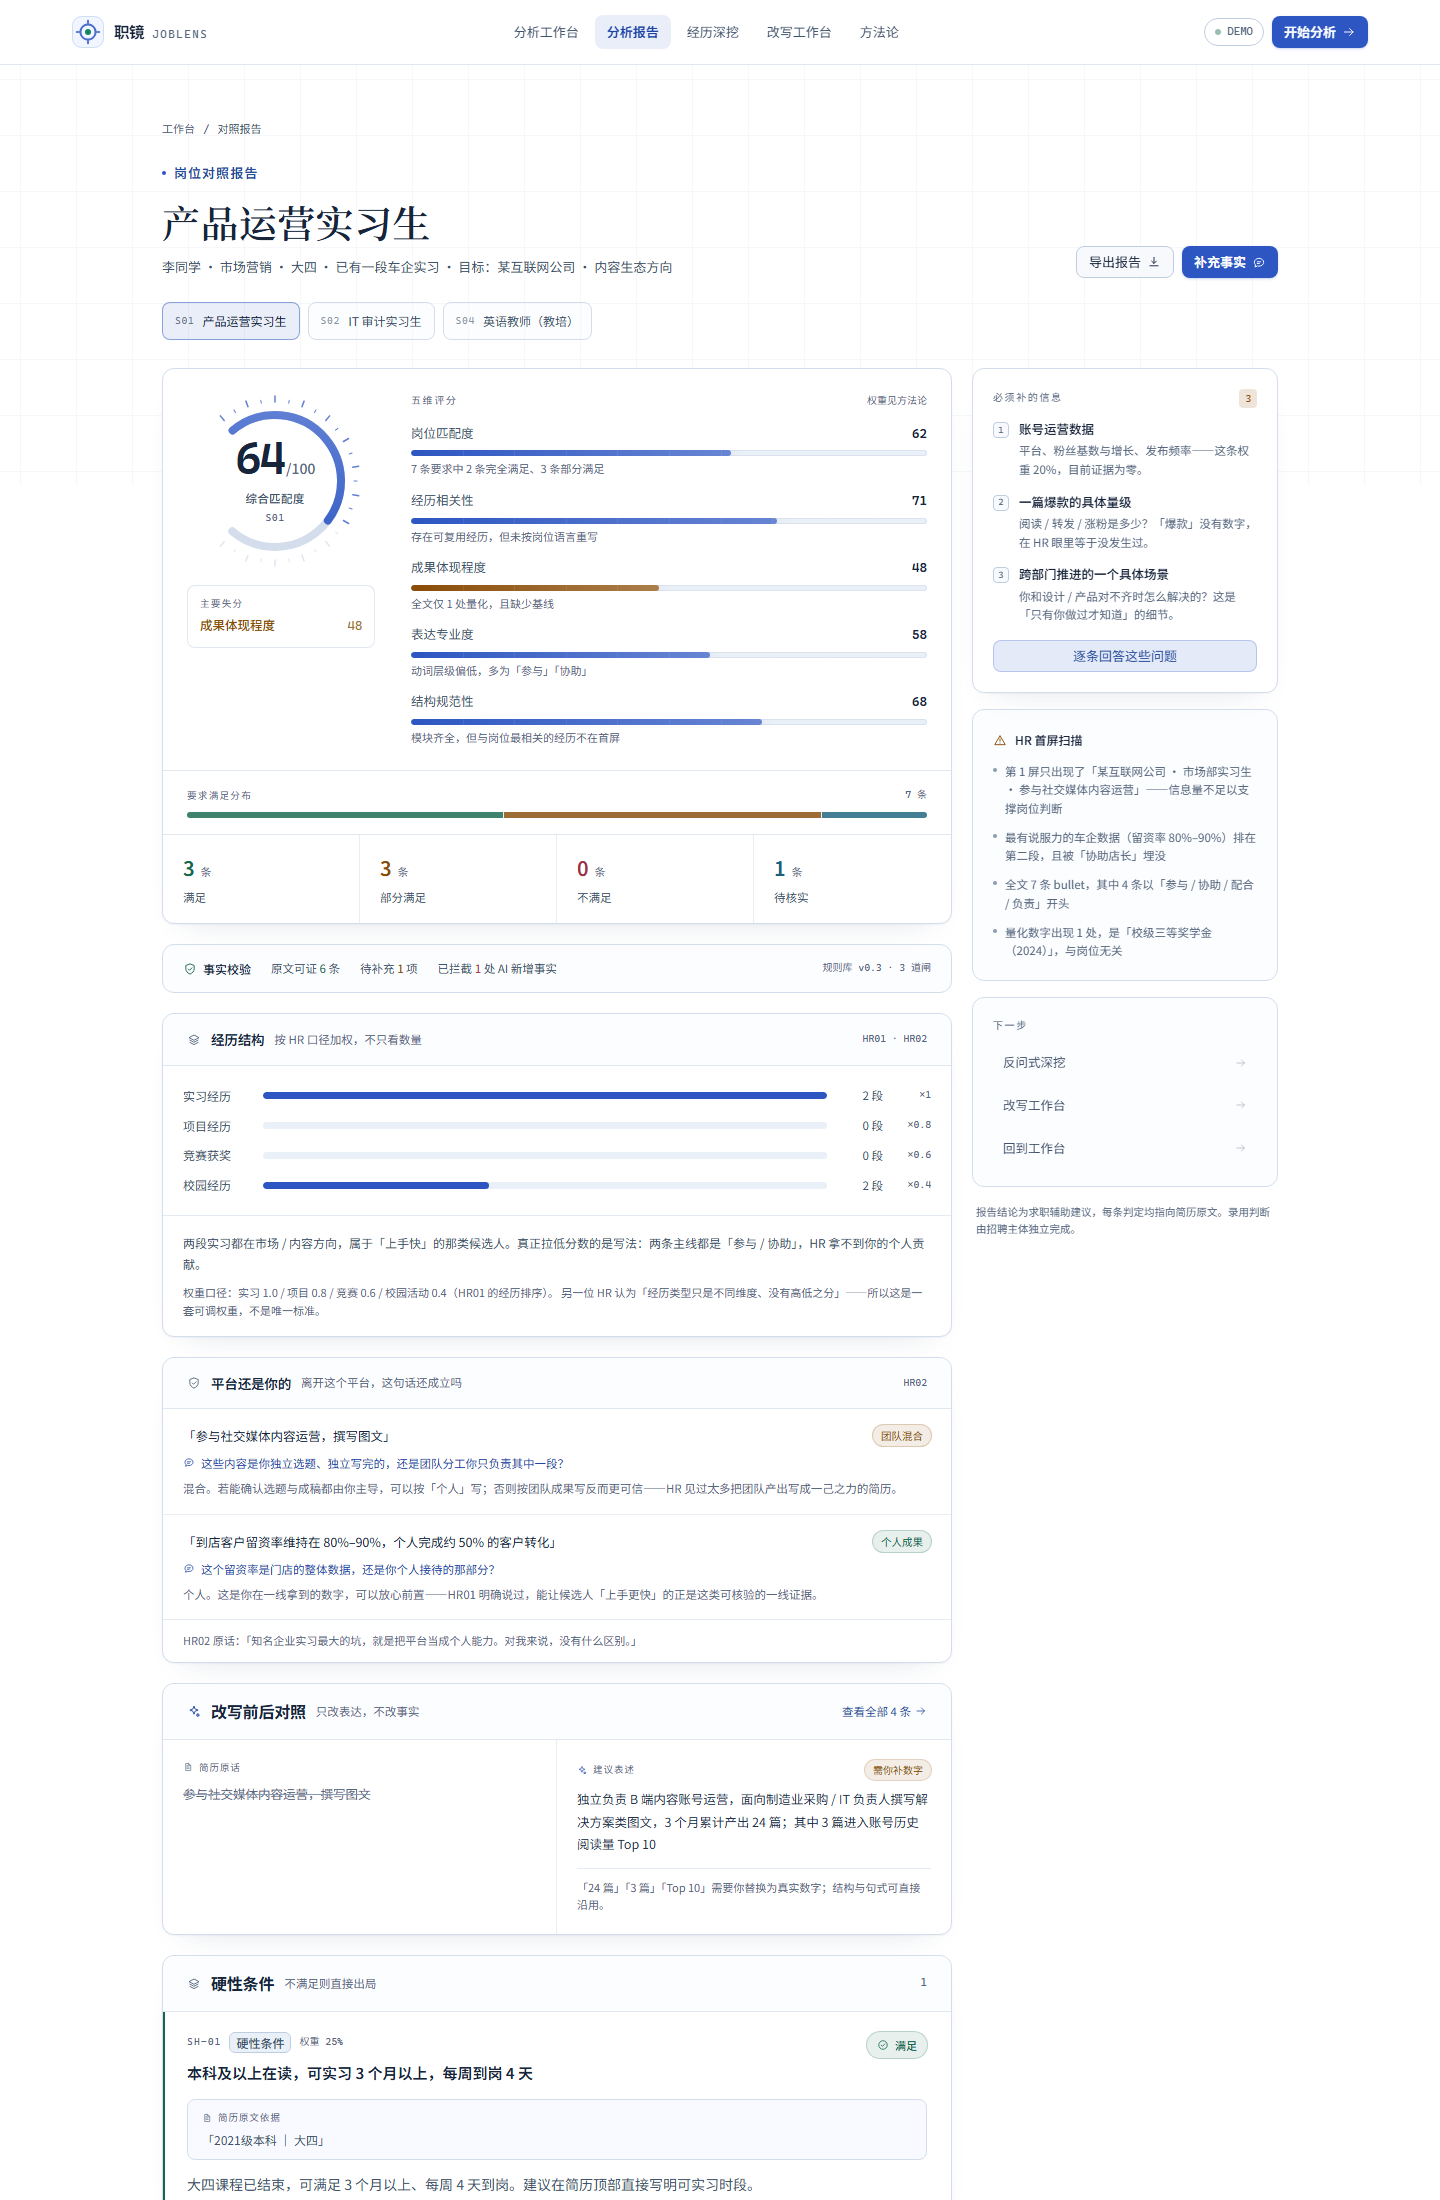 职镜 JOBLENS
分析工作台
分析报告
经历深挖
改写工作台
方法论
DEMO
开始分析 →
工作台 / 对照报告
• 岗位对照报告
产品运营实习生
李同学 · 市场营销 · 大四 · 已有一段车企实习 · 目标：某互联网公司 · 内容生态方向
导出报告
补充事实
S01 产品运营实习生
S02 IT 审计实习生
S04 英语教师（教培）
64/100
综合匹配度
S01
主要失分
成果体现程度 48
五维评分 权重见方法论
岗位匹配度 62
7 条要求中 2 条完全满足、3 条部分满足
经历相关性 71
存在可复用经历，但未按岗位语言重写
成果体现程度 48
全文仅 1 处量化，且缺少基线
表达专业度 58
动词层级偏低，多为「参与」「协助」
结构规范性 68
模块齐全，但与岗位最相关的经历不在首屏
要求满足分布 7 条
3 条
满足
3 条
部分满足
0 条
不满足
1 条
待核实
事实校验 原文可证 6 条 待补充 1 项 已拦截 1 处 AI 新增事实 规则库 v0.3 · 3 道闸
经历结构 按 HR 口径加权，不只看数量 HR01 · HR02
实习经历 2 段 ×1
项目经历 0 段 ×0.8
竞赛获奖 0 段 ×0.6
校园经历 2 段 ×0.4
两段实习都在市场 / 内容方向，属于「上手快」的那类候选人。真正拉低分数的是写法：两条主线都是「参与 / 协助」，HR 拿不到你的个人贡
献。
权重口径：实习 1.0 / 项目 0.8 / 竞赛 0.6 / 校园活动 0.4（HR01 的经历排序）。 另一位 HR 认为「经历类型只是不同维度、没有高低之分」——所以这是一
套可调权重，不是唯一标准。
平台还是你的 离开这个平台，这句话还成立吗 HR02
「参与社交媒体内容运营，撰写图文」 团队混合
这些内容是你独立选题、独立写完的，还是团队分工你只负责其中一段？
混合。若能确认选题与成稿都由你主导，可以按「个人」写；否则按团队成果写反而更可信——HR 见过太多把团队产出写成一己之力的简历。
「到店客户留资率维持在 80%–90%，个人完成约 50% 的客户转化」 个人成果
这个留资率是门店的整体数据，还是你个人接待的那部分？
个人。这是你在一线拿到的数字，可以放心前置——HR01 明确说过，能让候选人「上手更快」的正是这类可核验的一线证据。
HR02 原话：「知名企业实习最大的坑，就是把平台当成个人能力。对我来说，没有什么区别。」
改写前后对照 只改表达，不改事实 查看全部 4 条 →
简历原话
参与社交媒体内容运营，撰写图文
建议表述 需你补数字
独立负责 B 端内容账号运营，面向制造业采购 / IT 负责人撰写解
决方案类图文，3 个月累计产出 24 篇；其中 3 篇进入账号历史
阅读量 Top 10
「24 篇」「3 篇」「Top 10」需要你替换为真实数字；结构与句式可直接
沿用。
硬性条件 不满足则直接出局 1
SH-01 硬性条件 权重 25% 满足
本科及以上在读，可实习 3 个月以上，每周到岗 4 天
简历原文依据
「2021级本科 ｜ 大四」
大四课程已结束，可满足 3 个月以上、每周 4 天到岗。建议在简历顶部直接写明可实习时段。
必须补的信息 3
1 账号运营数据
平台、粉丝基数与增长、发布频率——这条权
重 20%，目前证据为零。
2 一篇爆款的具体量级
阅读 / 转发 / 涨粉是多少？「爆款」没有数字，
在 HR 眼里等于没发生过。
3 跨部门推进的一个具体场景
你和设计 / 产品对不齐时怎么解决的？这是
「只有你做过才知道」的细节。
逐条回答这些问题
HR 首屏扫描
• 第 1 屏只出现了「某互联网公司 · 市场部实习生
· 参与社交媒体内容运营」——信息量不足以支
撑岗位判断
• 最有说服力的车企数据（留资率 80%–90%）排在
第二段，且被「协助店长」埋没
• 全文 7 条 bullet，其中 4 条以「参与 / 协助 / 配合
/ 负责」开头
• 量化数字出现 1 处，是「校级三等奖学金
（2024）」，与岗位无关
下一步
反问式深挖 →
改写工作台 →
回到工作台 →
报告结论为求职辅助建议，每条判定均指向简历原文。录用判断
由招聘主体独立完成。